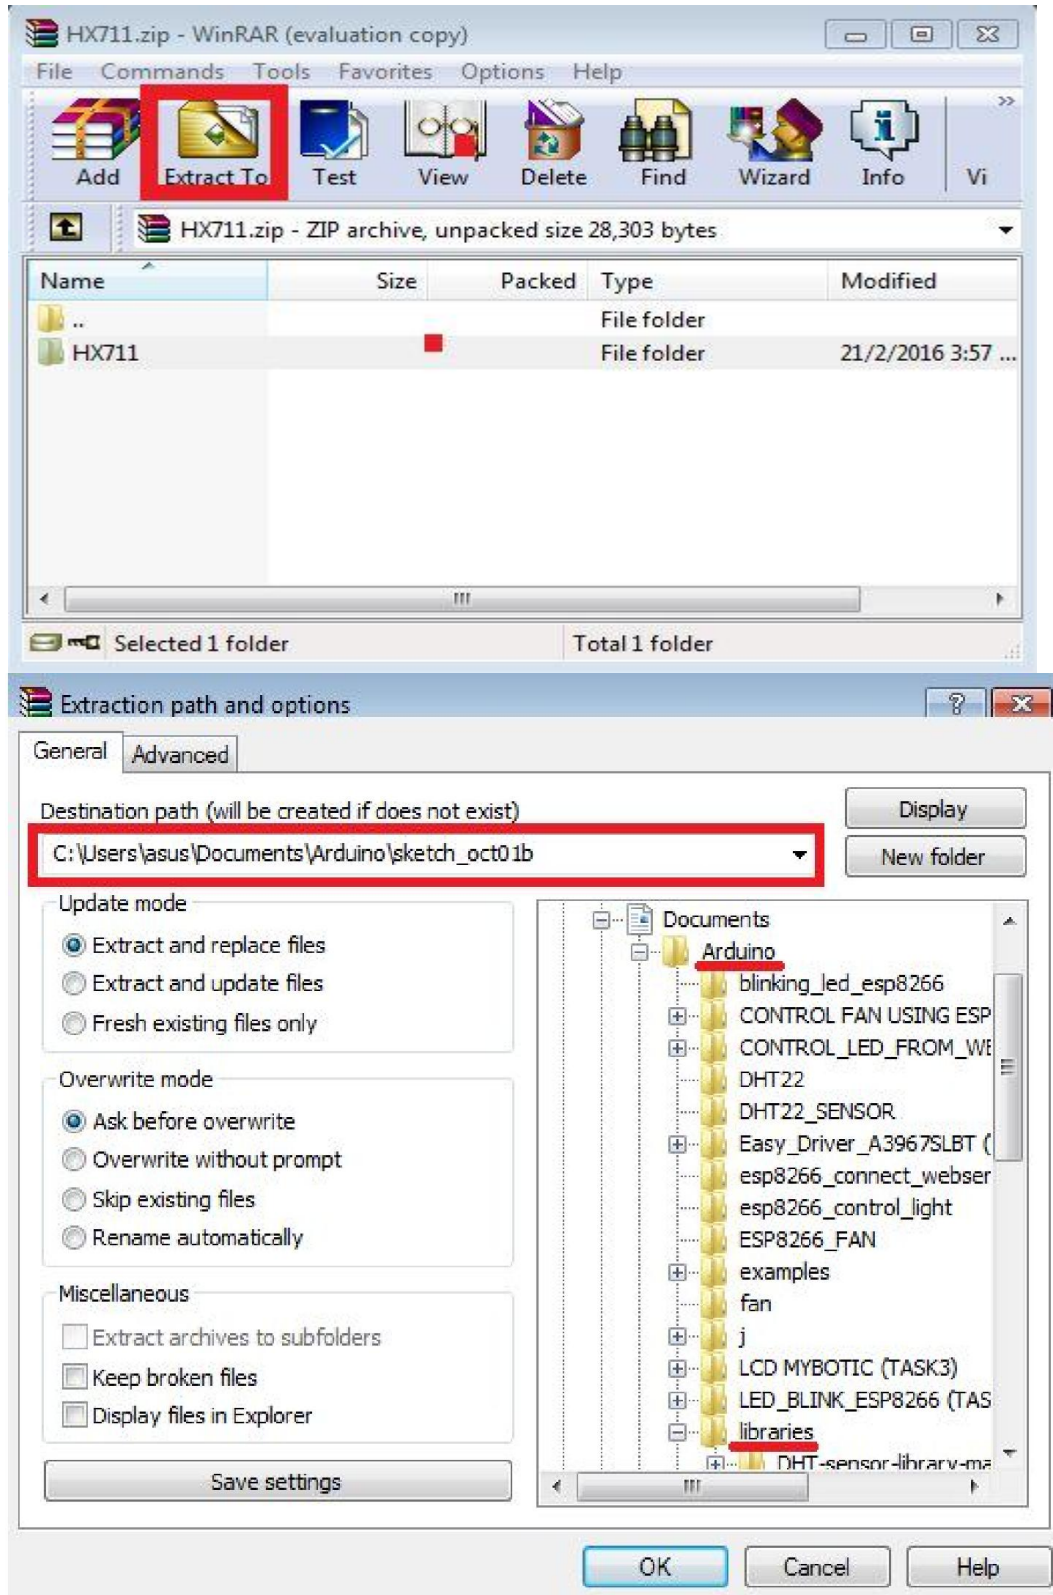 HX711.zip - WinRAR (evaluation copy)
File Commands Tools Favorites Options Help
Add Extract To Test View Delete Find Wizard Info Vi
HX711.zip - ZIP archive, unpacked size 28,303 bytes
Name Size Packed Type Modified
.. File folder
HX711 File folder 21/2/2016 3:57 ...
Selected 1 folder Total 1 folder
Extraction path and options
General Advanced
Destination path (will be created if does not exist)
Display
C:\Users\asus\Documents\Arduino\sketch_oct01b
New folder
Update mode
Extract and replace files
Extract and update files
Fresh existing files only
Overwrite mode
Ask before overwrite
Overwrite without prompt
Skip existing files
Rename automatically
Miscellaneous
Extract archives to subfolders
Keep broken files
Display files in Explorer
Save settings
Documents
Arduino
blinking_led_esp8266
CONTROL FAN USING ESP
CONTROL_LED_FROM_WE
DHT22
DHT22_SENSOR
Easy_Driver_A3967SLBT (
esp8266_connect_webser
esp8266_control_light
ESP8266_FAN
examples
fan
j
LCD MYBOTIC (TASK3)
LED_BLINK_ESP8266 (TAS
libraries
DHT-sensor-library-ma
OK Cancel Help